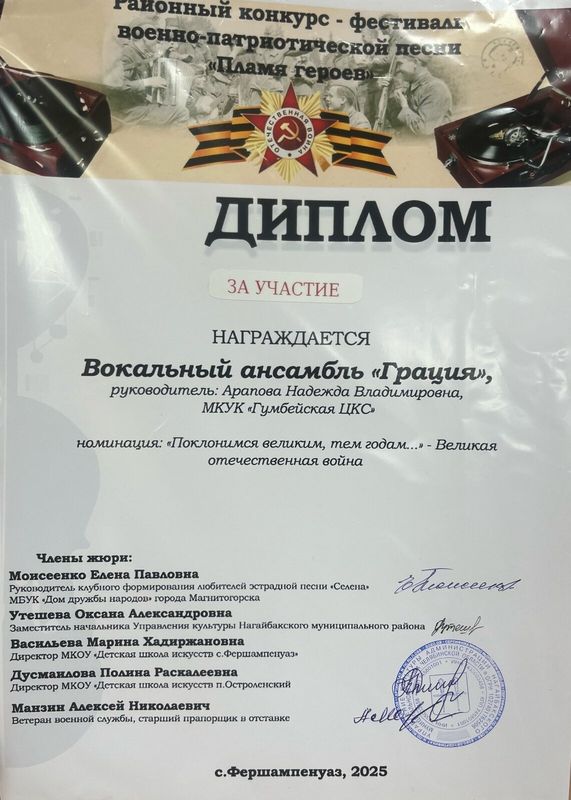 Районный конкурс - фестиваль
военно-патриотической песни
«Пламя героев»
ОТЕЧЕСТВЕННАЯ ВОЙНА
ДИПЛОМ
ЗА УЧАСТИЕ
НАГРАЖДАЕТСЯ
Вокальный ансамбль «Грация»,
руководитель: Арапова Надежда Владимировна,
МКУК «Гумбейская ЦКС»
номинация: «Поклонимся великим, тем годам...» - Великая
отечественная война
Члены жюри:
Моисеенко Елена Павловна
Руководитель клубного формирования любителей эстрадной песни «Селена»
МБУК «Дом дружбы народов» города Магнитогорска
Утешева Оксана Александровна
Заместитель начальника Управления культуры Нагайбакского муниципального района
Васильева Марина Хадиржановна
Директор МКОУ «Детская школа искусств с.Фершампенуаз»
Дусмаилова Полина Раскалеевна
Директор МКОУ «Детская школа искусств п.Остроленский
Манзин Алексей Николаевич
Ветеран военной службы, старший прапорщик в отставке
с.Фершампенуаз, 2025